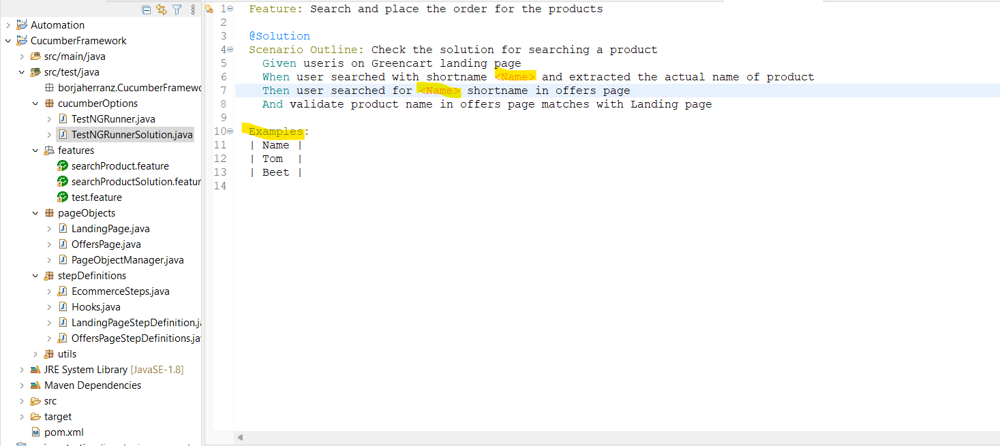 Automation
CucumberFramework
src/main/java
src/test/java
borjaherranz.CucumberFramewo
cucumberOptions
TestNGRunner.java
TestNGRunnerSolution.java
features
searchProduct.feature
searchProductSolution.featur
test.feature
pageObjects
LandingPage.java
OffersPage.java
PageObjectManager.java
stepDefinitions
EcommerceSteps.java
Hooks.java
LandingPageStepDefinition.ja
OffersPageStepDefinitions.ja
utils
JRE System Library [JavaSE-1.8]
Maven Dependencies
src
target
pom.xml
1 Feature: Search and place the order for the products
2
3 @Solution
4 Scenario Outline: Check the solution for searching a product
5 Given useris on Greencart landing page
6 When user searched with shortname <Name> and extracted the actual name of product
7 Then user searched for <Name> shortname in offers page
8 And validate product name in offers page matches with Landing page
9
10 Examples:
11 | Name |
12 | Tom |
13 | Beet |
14